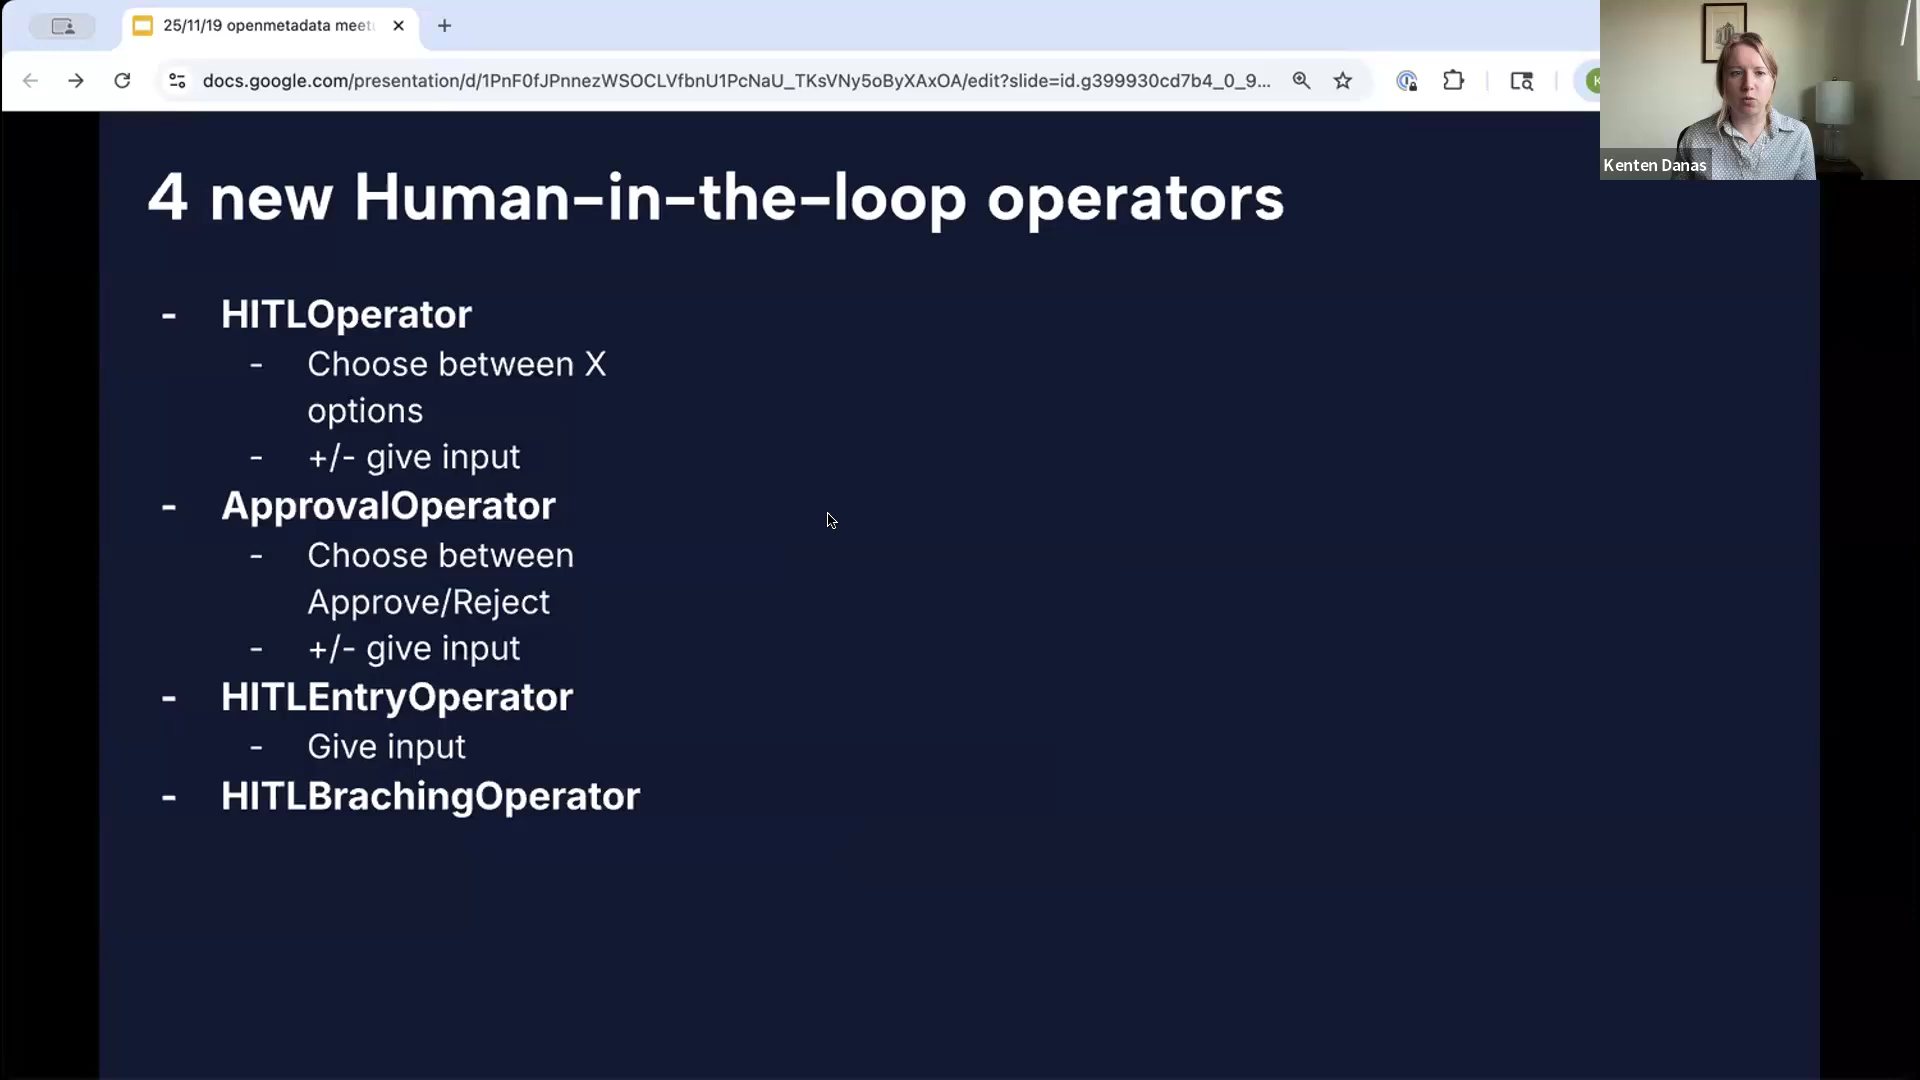 25/11/19 openmetadata meet
docs.google.com/presentation/d/1PnF0fJPnnezWSOCLVfbnU1PcNaU_TKsVNy5oByXAxOA/edit?slide=id.g399930cd7b4_0_9...
K
Kenten Danas
4 new Human-in-the-loop operators
- HITLOperator
- Choose between X
options
- +/- give input
- ApprovalOperator
- Choose between
Approve/Reject
- +/- give input
- HITLEntryOperator
- Give input
- HITLBrachingOperator